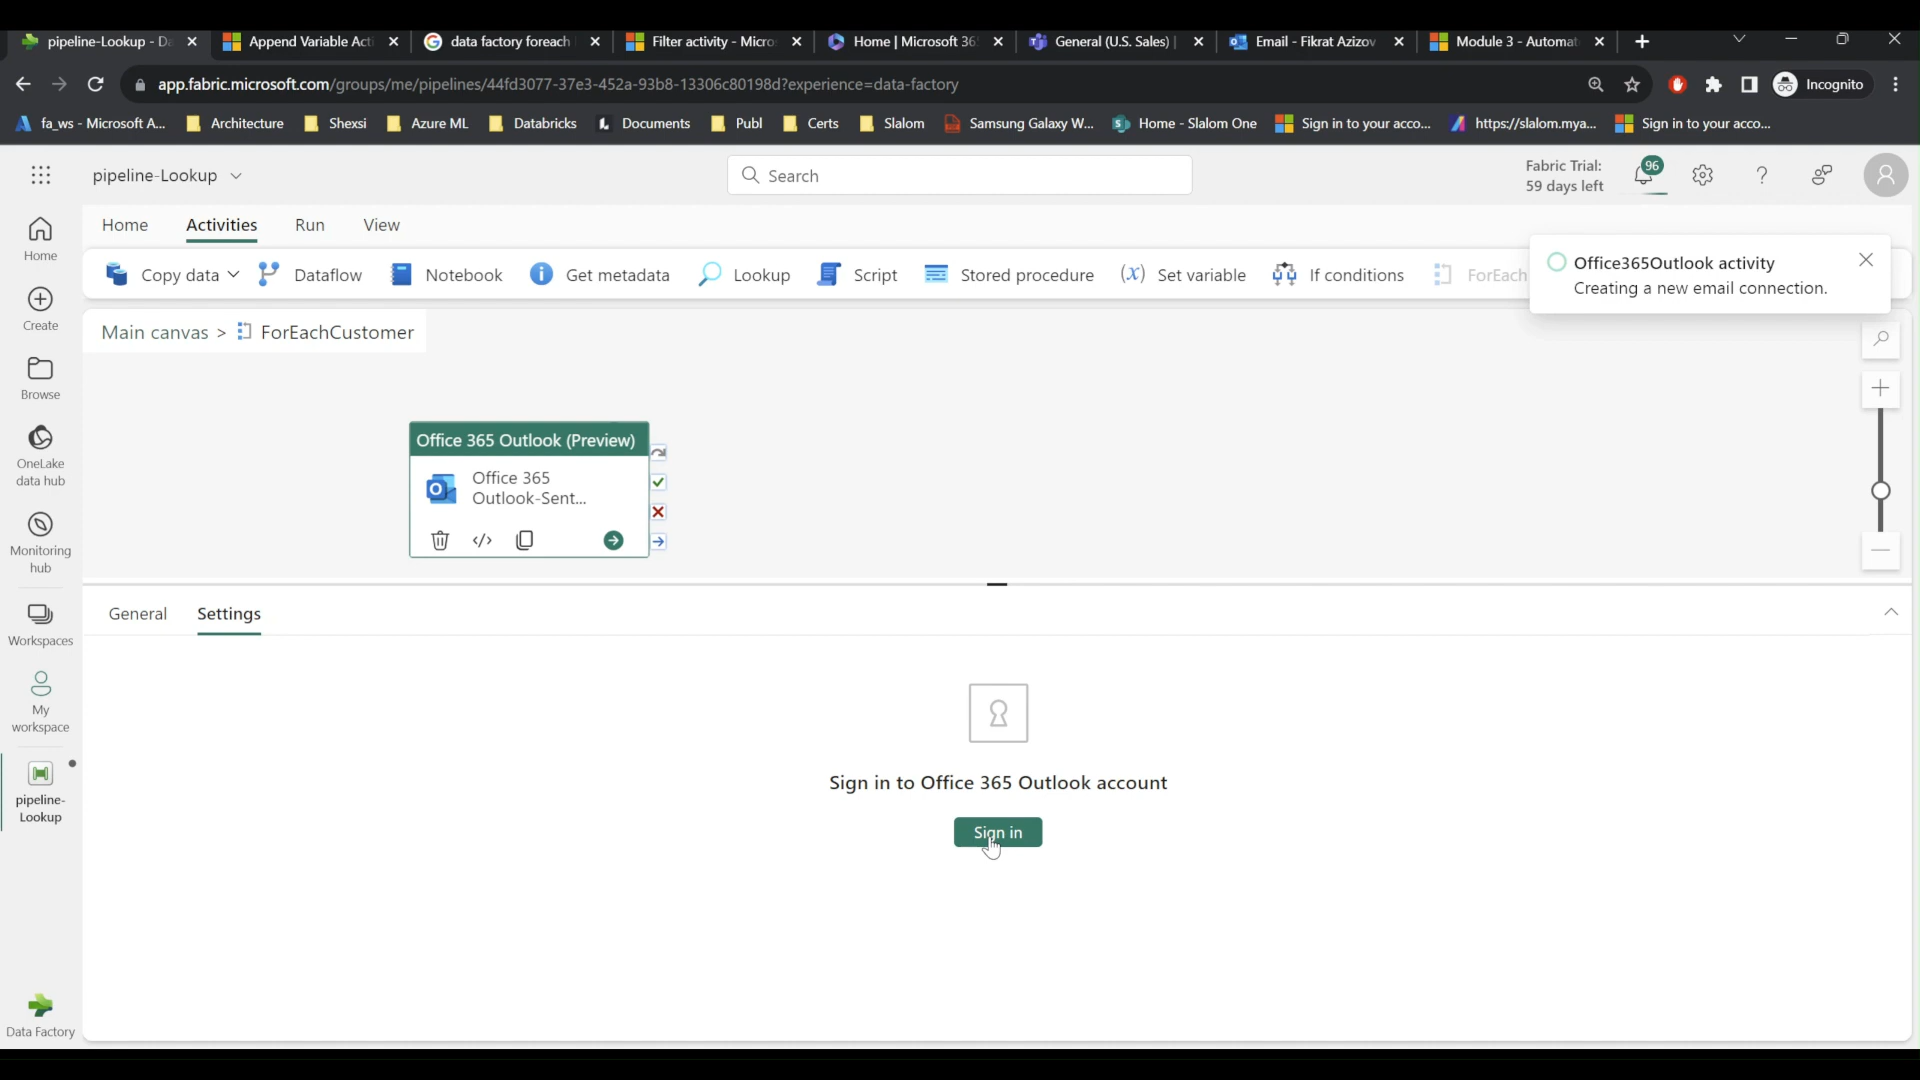 pipeline-Lookup - Da
Append Variable Acti
data factory foreach
Filter activity - Micro
Home | Microsoft 36
General (U.S. Sales) |
Email - Fikrat Azizov
Module 3 - Automat
app.fabric.microsoft.com/groups/me/pipelines/44fd3077-37e3-452a-93b8-13306c80198d?experience=data-factory
Incognito
fa_ws - Microsoft A...
Architecture
Shexsi
Azure ML
Databricks
Documents
Publ
Certs
Slalom
Samsung Galaxy W...
Home - Slalom One
Sign in to your acco...
https://slalom.mya...
Sign in to your acco...
pipeline-Lookup
Search
Fabric Trial:
59 days left
96
Home
Activities
Run
View
Copy data
Dataflow
Notebook
Get metadata
Lookup
Script
Stored procedure
(x) Set variable
If conditions
ForEach
Office365Outlook activity
Creating a new email connection.
Main canvas > ForEachCustomer
Office 365 Outlook (Preview)
Office 365
Outlook-Sent...
General
Settings
Sign in to Office 365 Outlook account
Sign in
Home
Create
Browse
OneLake
data hub
Monitoring
hub
Workspaces
My
workspace
pipeline-
Lookup
Data Factory